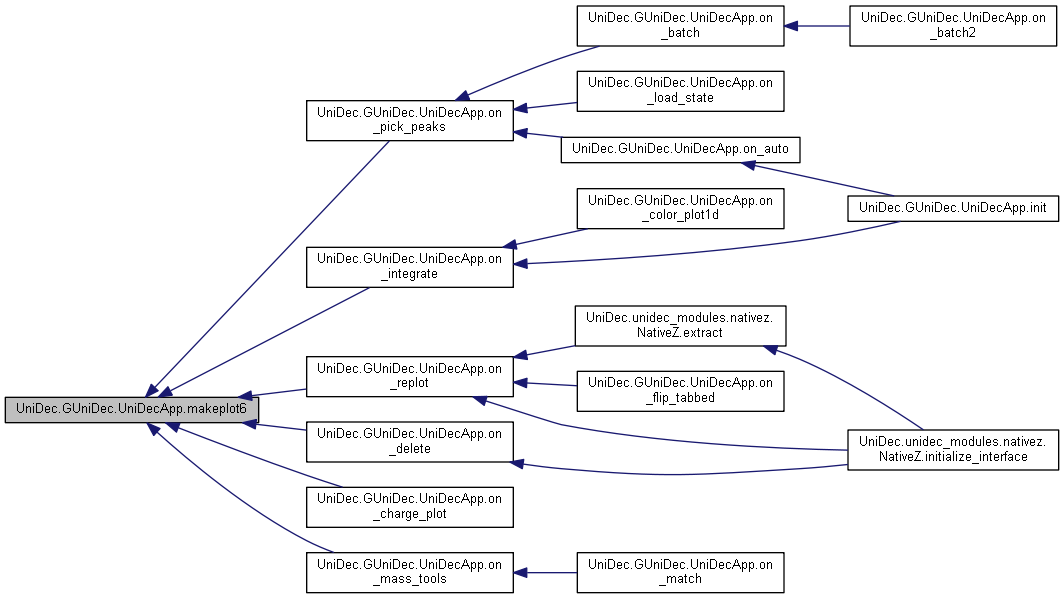 UniDec.GUniDec.UniDecApp.makeplot6
UniDec.GUniDec.UniDecApp.on
_pick_peaks
UniDec.GUniDec.UniDecApp.on
_integrate
UniDec.GUniDec.UniDecApp.on
_replot
UniDec.GUniDec.UniDecApp.on
_delete
UniDec.GUniDec.UniDecApp.on
_charge_plot
UniDec.GUniDec.UniDecApp.on
_mass_tools
UniDec.GUniDec.UniDecApp.on
_batch
UniDec.GUniDec.UniDecApp.on
_load_state
UniDec.GUniDec.UniDecApp.on_auto
UniDec.GUniDec.UniDecApp.on
_color_plot1d
UniDec.unidec_modules.nativez.
NativeZ.extract
UniDec.GUniDec.UniDecApp.on
_flip_tabbed
UniDec.GUniDec.UniDecApp.on
_match
UniDec.GUniDec.UniDecApp.on
_batch2
UniDec.GUniDec.UniDecApp.init
UniDec.unidec_modules.nativez.
NativeZ.initialize_interface